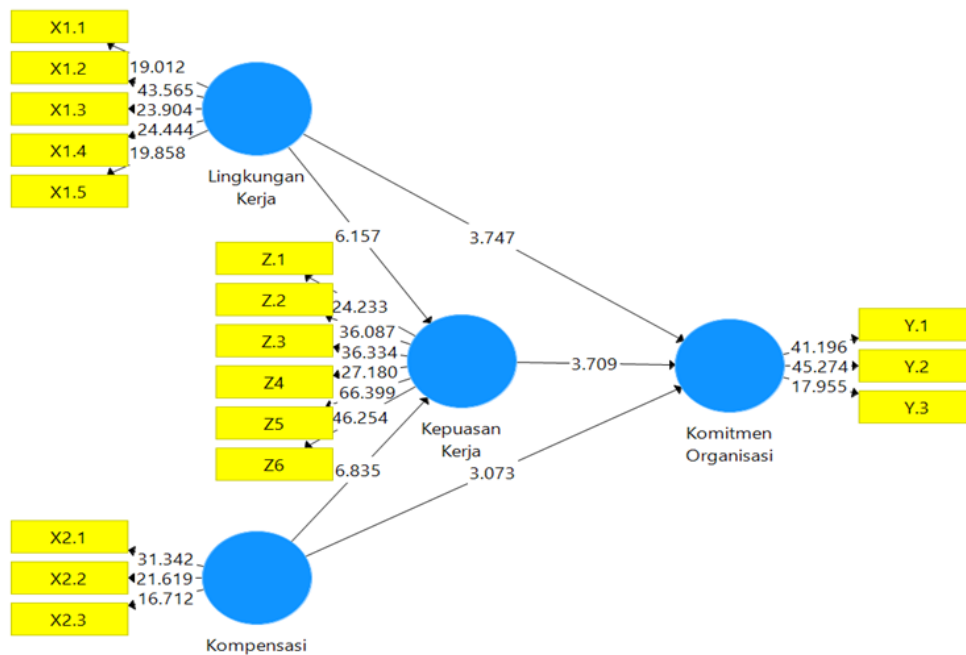 X1.1
X1.2
X1.3
X1.4
X1.5
19.012
43.565
23.904
24.444
19.858
Lingkungan
Kerja
6.157
3.747
Z.1
Z.2
Z.3
Z4
Z5
Z6
24.233
36.087
36.334
27.180
66.399
46.254
Kepuasan
Kerja
3.709
6.835
3.073
Komitmen
Organisasi
41.196
45.274
17.955
Y.1
Y.2
Y.3
X2.1
X2.2
X2.3
31.342
21.619
16.712
Kompensasi